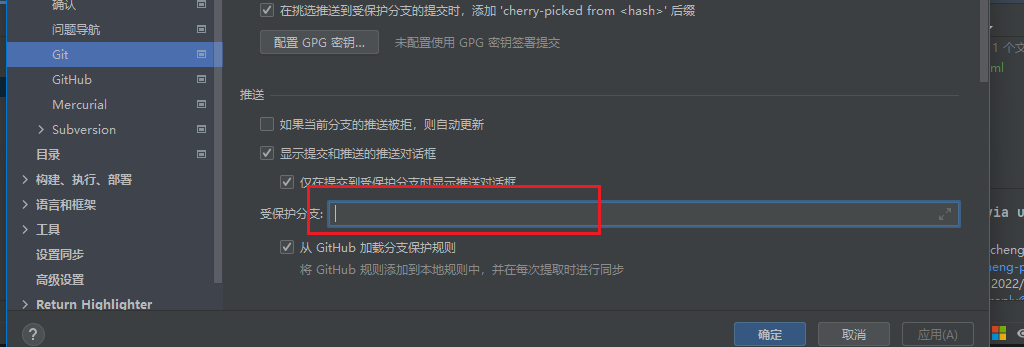 确认
在挑选推送到受保护分支的提交时，添加 'cherry-picked from <hash>' 后缀
问题导航
配置 GPG 密钥...
未配置使用 GPG 密钥签署提交
1 个文
Git
ml
GitHub
推送
Mercurial
如果当前分支的推送被拒，则自动更新
Subversion
显示提交和推送的推送对话框
目录
构建、执行、部署
仅在提交到受保护分支时显示推送对话框
语言和框架
受保护分支:
via u
工具
从 GitHub 加载分支保护规则
cheng
设置同步
将 GitHub 规则添加到本地规则中，并在每次提取时进行同步
heng-p
高级设置
2022/
Return Highlighter
?
确定
取消
应用(A)